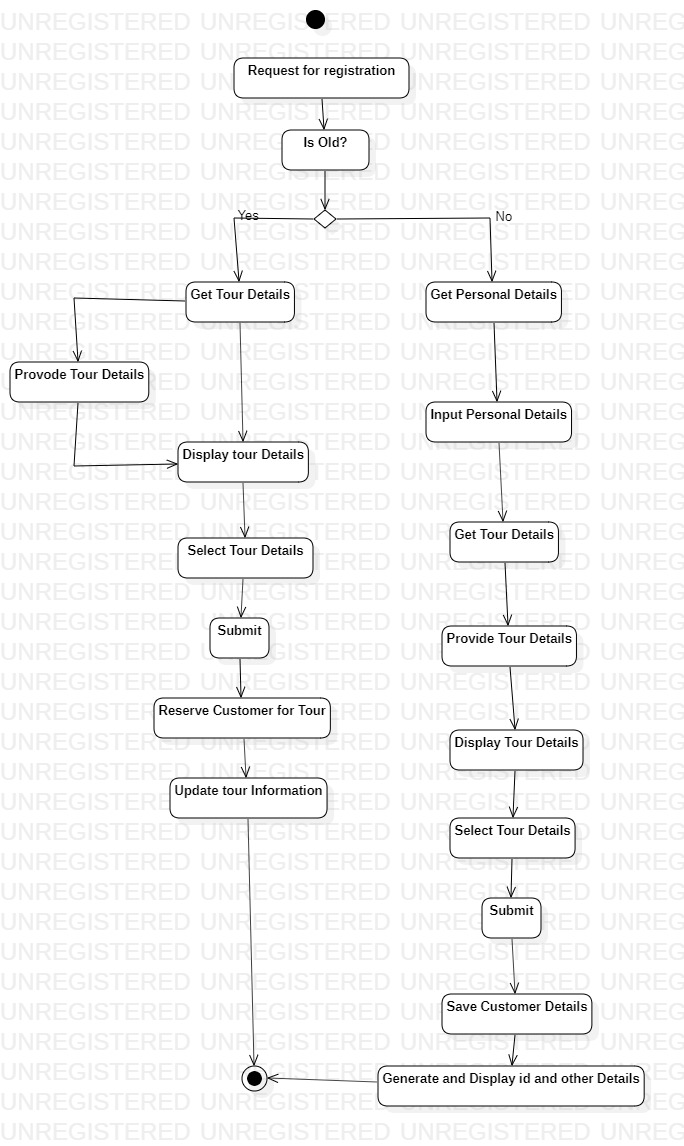 UNREGISTERED UNREGISTERED UNREGISTERED UNREG
Request for registration
Is Old?
Yes
No
Get Tour Details
Get Personal Details
Provode Tour Details
Input Personal Details
Display tour Details
Get Tour Details
Select Tour Details
Submit
Provide Tour Details
Reserve Customer for Tour
Display Tour Details
Update tour Information
Select Tour Details
Submit
Save Customer Details
Generate and Display id and other Details